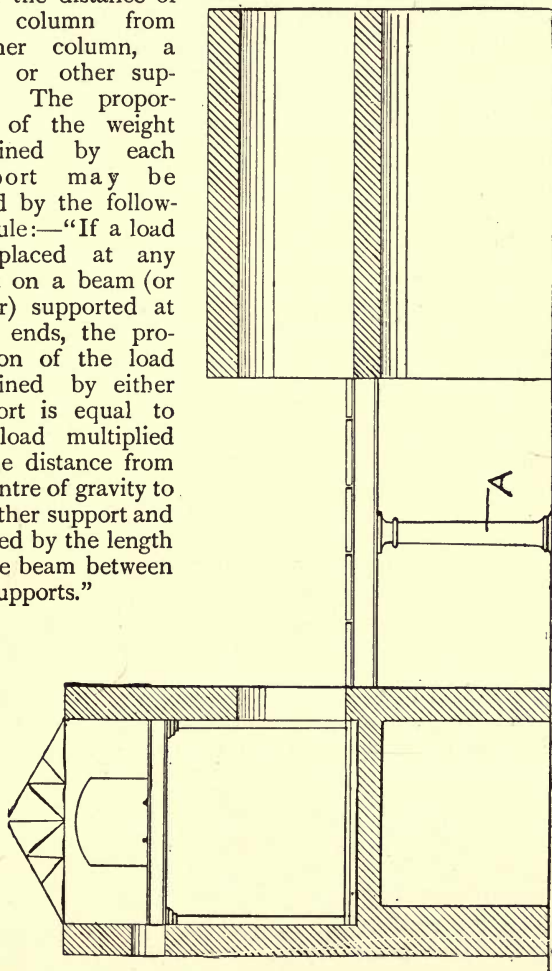 the distance of
column from
her column, a
or other sup-
The propor-
of the weight
ined by each
port may be
d by the follow-
ule:—“If a load
placed at any
on a beam (or
r) supported at
ends, the pro-
on of the load
ined by either
ort is equal to
load multiplied
e distance from
ntre of gravity to
ther support and
ed by the length
e beam between
upports.”
A